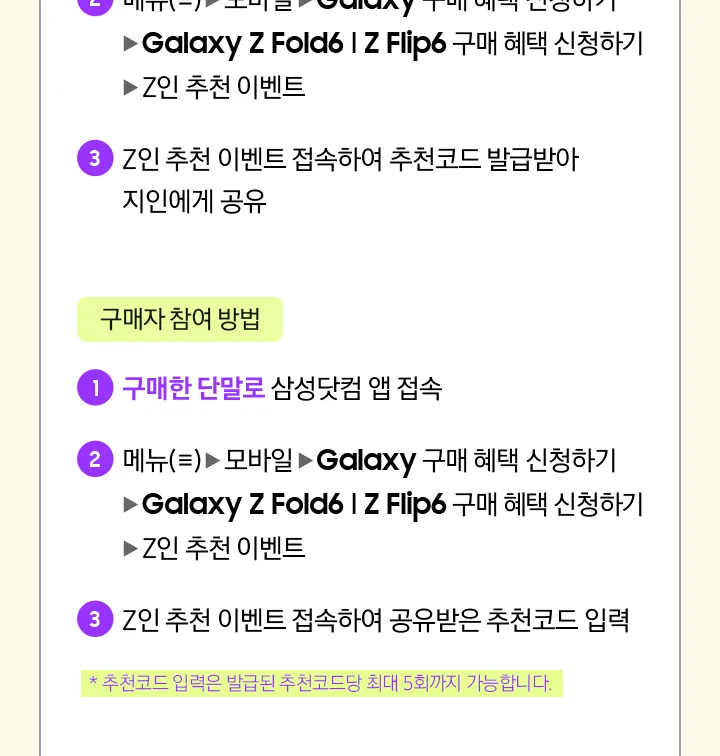 2 메뉴(≡)▶모바일▶Galaxy 구매 혜택 신청하기
▶Galaxy Z Fold6 | Z Flip6 구매 혜택 신청하기
▶Z인 추천 이벤트
3 Z인 추천 이벤트 접속하여 추천코드 발급받아
지인에게 공유
구매자 참여 방법
1 구매한 단말로 삼성닷컴 앱 접속
2 메뉴(≡)▶모바일▶Galaxy 구매 혜택 신청하기
▶Galaxy Z Fold6 | Z Flip6 구매 혜택 신청하기
▶Z인 추천 이벤트
3 Z인 추천 이벤트 접속하여 공유받은 추천코드 입력
* 추천코드 입력은 발급된 추천코드당 최대 5회까지 가능합니다.